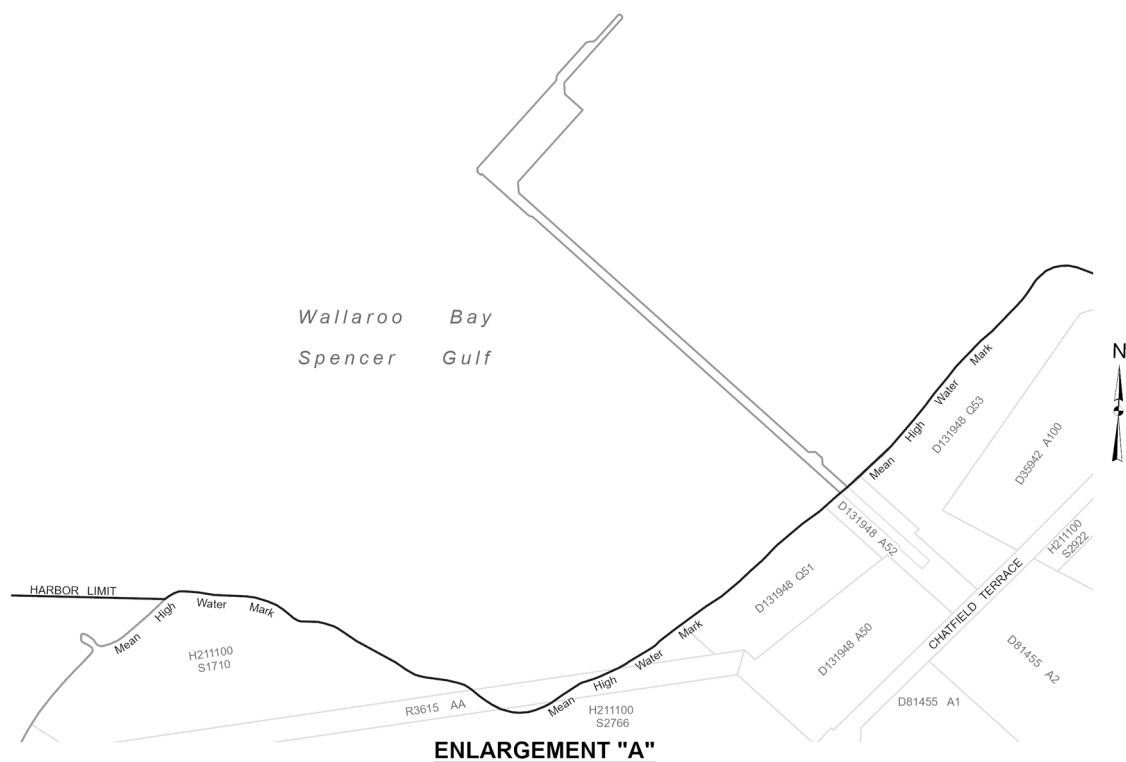 Wallaroo Bay
Spencer Gulf
N
Mean High Water Mark
D131948 Q53
D35942 A100
D131948 A52
H211100
S2922
CHATFIELD TERRACE
HARBOR LIMIT
Mean High Water Mark
H211100
S1710
D131948 Q51
D131948 A50
D81455 A2
D81455 A1
Mean High Water Mark
R3615 AA
H211100
S2766
ENLARGEMENT "A"